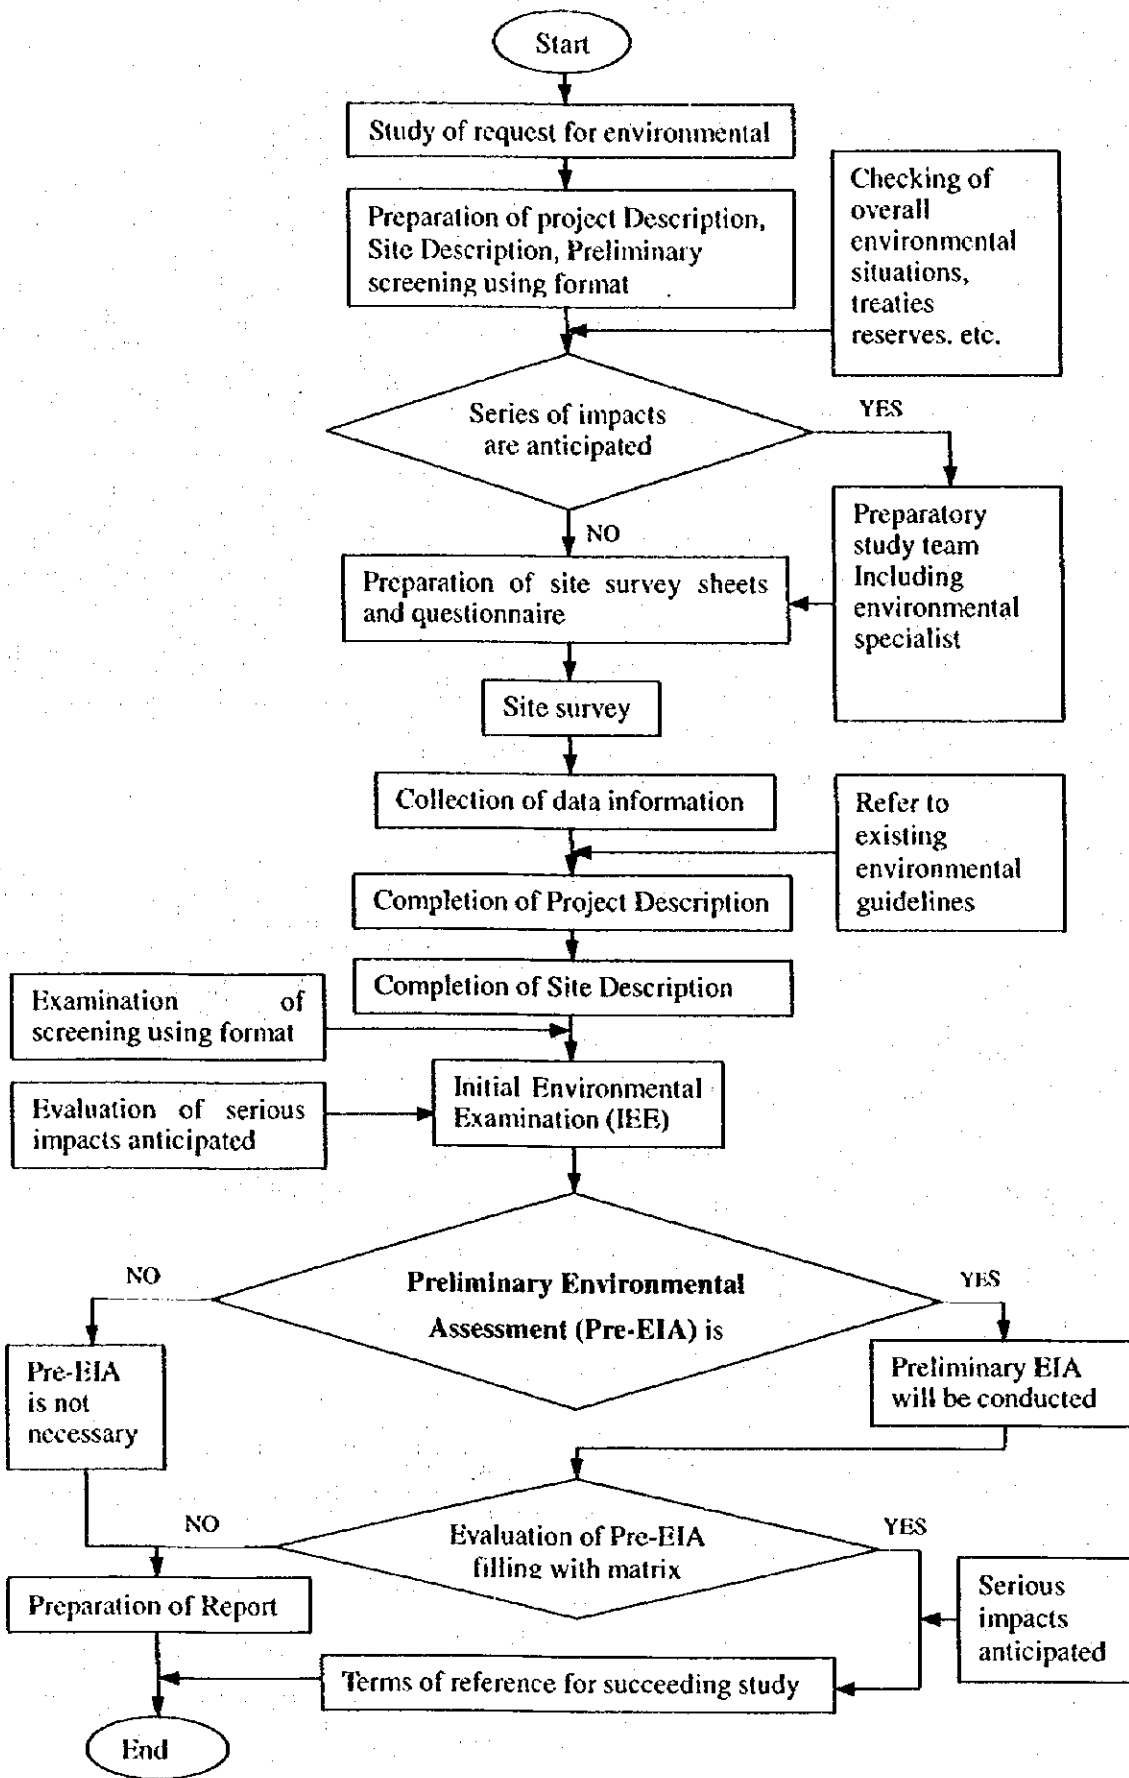 Start
Study of request for environmental
Preparation of project Description,
Site Description, Preliminary
screening using format
Checking of
overall
environmental
situations,
treaties
reserves. etc.
Series of impacts
are anticipated
YES
NO
Preparatory
study team
Including
environmental
specialist
Preparation of site survey sheets
and questionnaire
Site survey
Collection of data information
Refer to
existing
environmental
guidelines
Completion of Project Description
Completion of Site Description
Examination of
screening using format
Initial Environmental
Examination (IEE)
Evaluation of serious
impacts anticipated
NO
Preliminary Environmental
Assessment (Pre-EIA) is
YES
Pre-EIA
is not
necessary
Preliminary EIA
will be conducted
NO
Evaluation of Pre-EIA
filling with matrix
YES
Serious
impacts
anticipated
Preparation of Report
Terms of reference for succeeding study
End